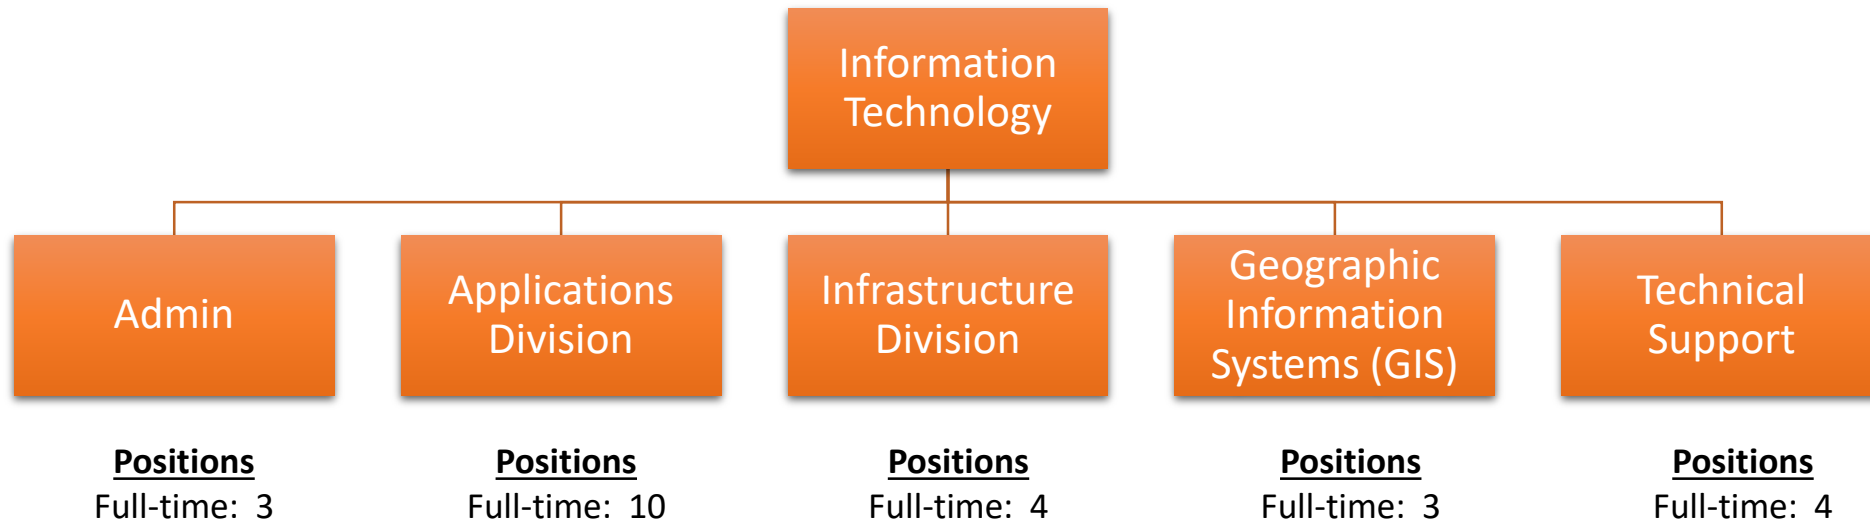 Information
Technology
Admin
Applications
Division
Infrastructure
Division
Geographic
Information
Systems (GIS)
Technical
Support
Positions
Full-time:  3
Positions
Full-time:  10
Positions
Full-time:  4
Positions
Full-time:  3
Positions
Full-time:  4